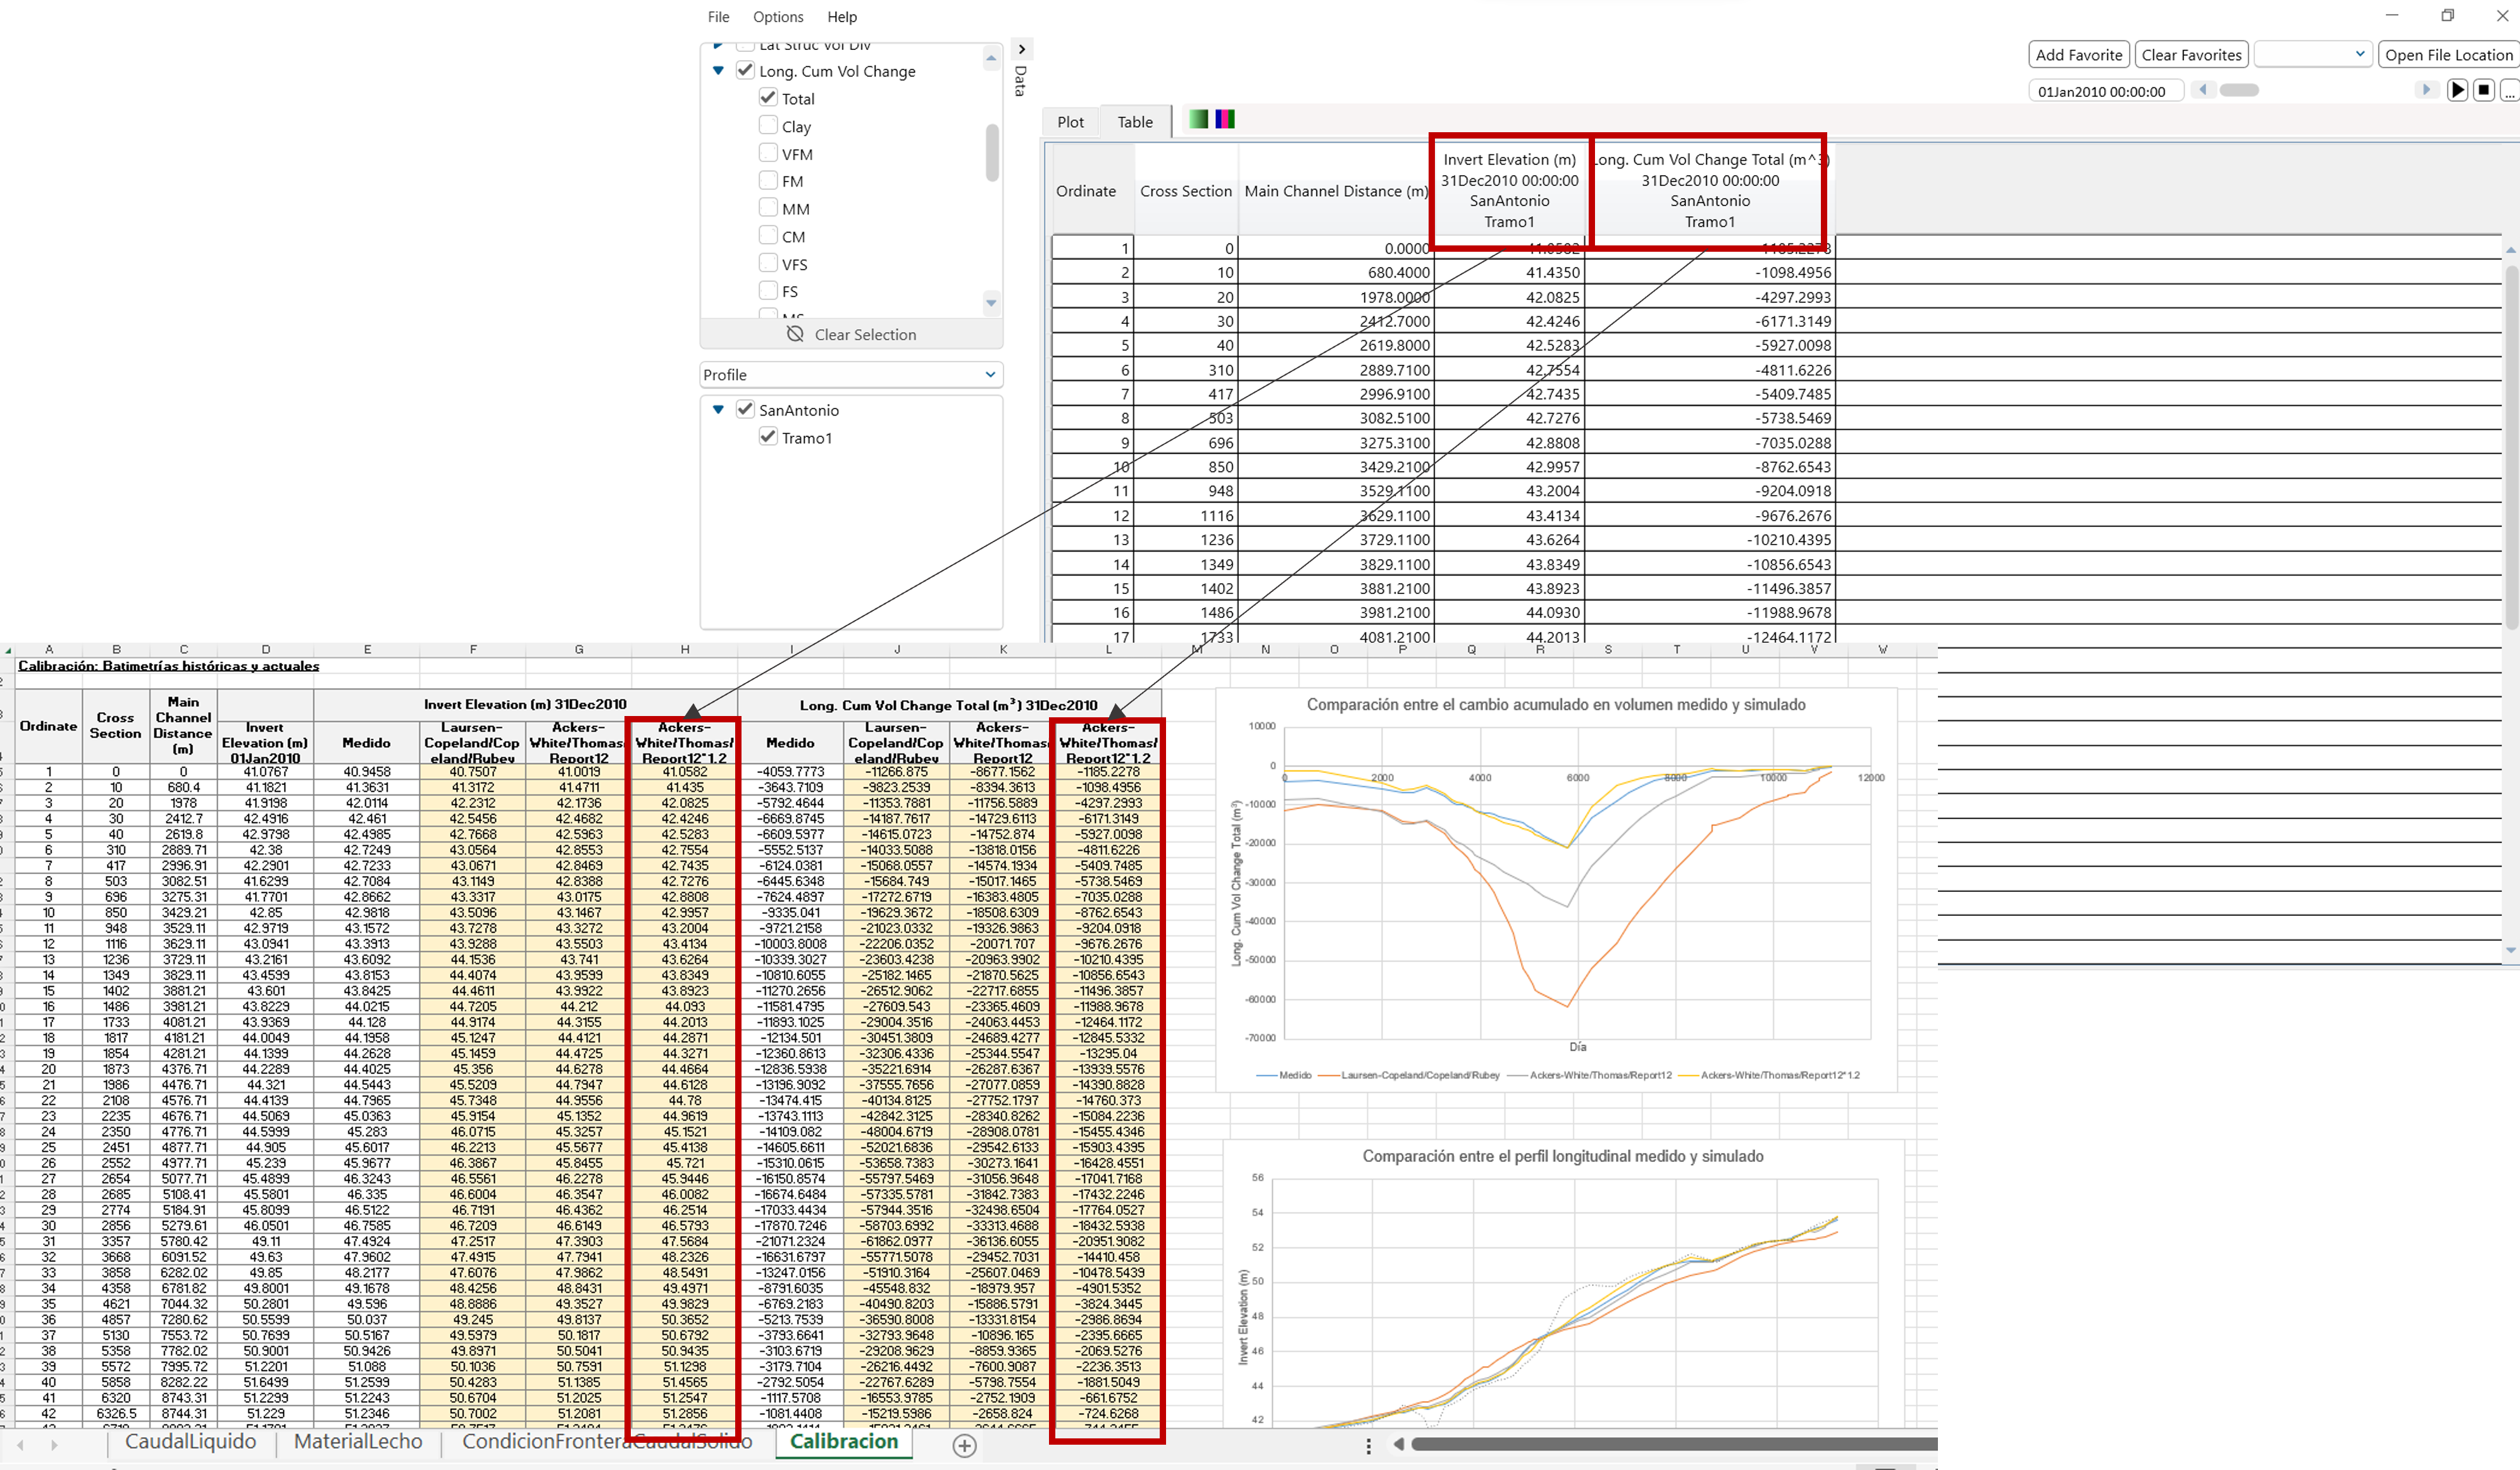 File Options Help
Lat Struc Vol Div
Long. Cum Vol Change
Total
Clay
VFM
FM
MM
CM
VFS
FS
MS
Clear Selection
Profile
SanAntonio
Tramo1
Data
Add Favorite Clear Favorites Open File Location
01Jan2010 00:00:00 ...
Plot Table
Ordinate Cross Section Main Channel Distance (m) Invert Elevation (m) 31Dec2010 00:00:00 SanAntonio Tramo1 Long. Cum Vol Change Total (m^3) 31Dec2010 00:00:00 SanAntonio Tramo1
1 0 0.0000 41.0582 -1185.2278
2 10 680.4000 41.4350 -1098.4956
3 20 1978.0000 42.0825 -4297.2993
4 30 2412.7000 42.4246 -6171.3149
5 40 2619.8000 42.5283 -5927.0098
6 310 2889.7100 42.7554 -4811.6226
7 417 2996.9100 42.7435 -5409.7485
8 503 3082.5100 42.7276 -5738.5469
9 696 3275.3100 42.8808 -7035.0288
10 850 3429.2100 42.9957 -8762.6543
11 948 3529.1100 43.2004 -9204.0918
12 1116 3629.1100 43.4134 -9676.2676
13 1236 3729.1100 43.6264 -10210.4395
14 1349 3829.1100 43.8349 -10856.6543
15 1402 3881.2100 43.8923 -11496.3857
16 1486 3981.2100 44.0930 -11988.9678
17 1733 4081.2100 44.2013 -12464.1172
A B C D E F G H I J K L M N O P Q R S T U V W
Calibración: Batimetrías históricas y actuales
Invert Elevation (m) 31Dec2010 Long. Cum Vol Change Total (m³) 31Dec2010
Ordinate Cross Section Main Channel Distance (m) Invert Elevation (m) 01Jan2010 Medido Laursen-Copeland/Copeland/Rubey Ackers-White/Thomas/Report12 Ackers-White/Thomas/Report12*1.2 Medido Laursen-Copeland/Copeland/Rubey Ackers-White/Thomas/Report12 Ackers-White/Thomas/Report12*1.2
1 0 0 41.0767 40.9458 40.7507 41.0019 41.0582 -4059.7773 -11266.875 -8677.1562 -1185.2278
2 10 680.4 41.1821 41.3631 41.3172 41.4711 41.435 -3643.7109 -9823.2539 -8394.3613 -1098.4956
3 20 1978 41.9198 42.0114 42.2312 42.1736 42.0825 -5792.4644 -11353.7881 -11756.5889 -4297.2993
4 30 2412.7 42.4916 42.461 42.5456 42.4682 42.4246 -6669.8745 -14187.7617 -14729.6113 -6171.3149
5 40 2619.8 42.9798 42.4985 42.7668 42.5963 42.5283 -6609.5977 -14615.0723 -14752.874 -5927.0098
6 310 2889.71 42.38 42.7249 43.0564 42.8553 42.7554 -5552.5137 -14033.5088 -13818.0156 -4811.6226
7 417 2996.91 42.2901 42.7233 43.0671 42.8469 42.7435 -6124.0381 -15068.0557 -14574.1934 -5409.7485
8 503 3082.51 41.6299 42.7084 43.1149 42.8388 42.7276 -6445.6348 -15684.749 -15017.1465 -5738.5469
9 696 3275.31 41.7701 42.8662 43.3317 43.0175 42.8808 -7624.4897 -17272.6719 -16383.4805 -7035.0288
10 850 3429.21 42.85 42.9818 43.5096 43.1467 42.9957 -9335.041 -19629.3672 -18508.6309 -8762.6543
11 948 3529.11 42.9719 43.1572 43.7278 43.3272 43.2004 -9721.2158 -21023.0332 -19326.9863 -9204.0918
12 1116 3629.11 43.0941 43.3913 43.9288 43.5503 43.4134 -10003.8008 -22206.0352 -20071.707 -9676.2676
13 1236 3729.11 43.2161 43.6092 44.1536 43.741 43.6264 -10339.3027 -23603.4238 -20963.9902 -10210.4395
14 1349 3829.11 43.4599 43.8153 44.4074 43.9599 43.8349 -10810.6055 -25182.1465 -21870.5625 -10856.6543
15 1402 3881.21 43.601 43.8425 44.4611 43.9922 43.8923 -11270.2656 -26512.9062 -22717.6855 -11496.3857
16 1486 3981.21 43.8229 44.0215 44.7205 44.212 44.093 -11581.4795 -27609.543 -23365.4609 -11988.9678
17 1733 4081.21 43.9369 44.128 44.9174 44.3155 44.2013 -11893.1025 -29004.3516 -24063.4453 -12464.1172
18 1817 4181.21 44.0049 44.1958 45.1247 44.4121 44.2871 -12134.501 -30451.3809 -24689.4277 -12845.5332
19 1854 4281.21 44.1399 44.2628 45.1459 44.4725 44.3271 -12360.8613 -32306.4336 -25344.5547 -13295.04
20 1873 4376.71 44.2289 44.4025 45.356 44.6278 44.4664 -12836.5938 -35221.6914 -26287.6367 -13939.5576
21 1986 4476.71 44.321 44.5443 45.5209 44.7947 44.6128 -13196.9092 -37555.7656 -27077.0859 -14390.8828
22 2108 4576.71 44.4139 44.7965 45.7348 44.9556 44.78 -13474.415 -40134.8125 -27752.1797 -14760.373
23 2235 4676.71 44.5069 45.0363 45.9154 45.1352 44.9619 -13743.1113 -42842.3125 -28340.8262 -15084.2236
24 2350 4776.71 44.5999 45.283 46.0715 45.3257 45.1521 -14109.082 -48004.6719 -28908.0781 -15455.4346
25 2451 4877.71 44.905 45.6017 46.2213 45.5677 45.4138 -14605.6611 -52021.6836 -29542.6133 -15903.4395
26 2552 4977.71 45.239 45.9677 46.3867 45.8455 45.721 -15310.0615 -53658.7383 -30273.1641 -16428.4551
27 2654 5077.71 45.4899 46.3243 46.5561 46.2278 45.9446 -16150.8574 -55797.5469 -31056.9648 -17041.7168
28 2685 5108.41 45.5801 46.335 46.6004 46.3547 46.0082 -16674.6484 -57335.5781 -31842.7383 -17432.2246
29 2774 5184.91 45.8099 46.5122 46.7191 46.4362 46.2514 -17033.4434 -57944.3516 -32498.6504 -17764.0527
30 2856 5279.61 46.0501 46.7585 46.7209 46.6149 46.5793 -17870.7246 -58703.6992 -33313.4688 -18432.5938
31 3357 5780.42 49.11 47.4924 47.2517 47.3903 47.5684 -21071.2324 -61862.0977 -36136.6055 -20951.9082
32 3668 6091.52 49.63 47.9602 47.4915 47.7941 48.2326 -16631.6797 -55771.5078 -29452.7031 -14410.458
33 3858 6282.02 49.85 48.2177 47.6076 47.9862 48.5491 -13247.0156 -51910.3164 -25607.0469 -10478.5439
34 4358 6781.82 49.8001 49.1678 48.4256 48.8431 49.4971 -8791.6035 -45548.832 -18979.957 -4901.5352
35 4621 7044.32 50.2801 49.596 48.8886 49.3527 49.9829 -6769.2183 -40490.8203 -15886.5791 -3824.3445
36 4857 7280.62 50.5599 50.037 49.245 49.8137 50.3652 -5213.7539 -36590.8008 -13331.8154 -2986.8694
37 5130 7553.72 50.7699 50.5167 49.5979 50.1817 50.6792 -3793.6641 -32793.9648 -10896.165 -2395.6665
38 5358 7782.02 50.9001 50.9426 49.8971 50.5041 50.9435 -3103.6719 -29208.9629 -8859.9365 -2069.5276
39 5572 7995.72 51.2201 51.088 50.1036 50.7591 51.1298 -3179.7104 -26216.4492 -7600.9087 -2236.3513
40 5858 8282.22 51.6499 51.2599 50.4283 51.1385 51.4565 -2792.5054 -22767.6289 -5798.7554 -1881.5049
41 6320 8743.31 51.2299 51.2243 50.6704 51.2025 51.2547 -1117.5708 -16553.9785 -2752.1909 -661.6752
42 6326.5 8744.31 51.229 51.2346 50.7002 51.2081 51.2856 -1081.4408 -15219.5986 -2658.824 -724.6268
Comparación entre el cambio acumulado en volumen medido y simulado
10000
0
-10000
-20000
-30000
-40000
-50000
-60000
-70000
0 2000 4000 6000 8000 10000 12000
Long. Cum Vol Change Total (m³)
Día
Medido Laursen-Copeland/Copeland/Rubey Ackers-White/Thomas/Report12 Ackers-White/Thomas/Report12*1.2
Comparación entre el perfil longitudinal medido y simulado
56
54
52
50
48
46
44
42
Invert Elevation (m)
CaudalLiquido MaterialLecho CondicionFronteraCaudalSolido Calibracion